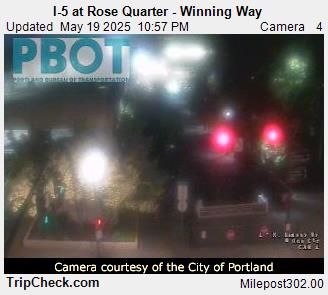 I-5 at Rose Quarter - Winning Way
Updated May 19 2025 10:57 PM Camera 4
PBOT
PORTLAND BUREAU OF TRANSPORTATION
Camera courtesy of the City of Portland
TripCheck.com Milepost302.00